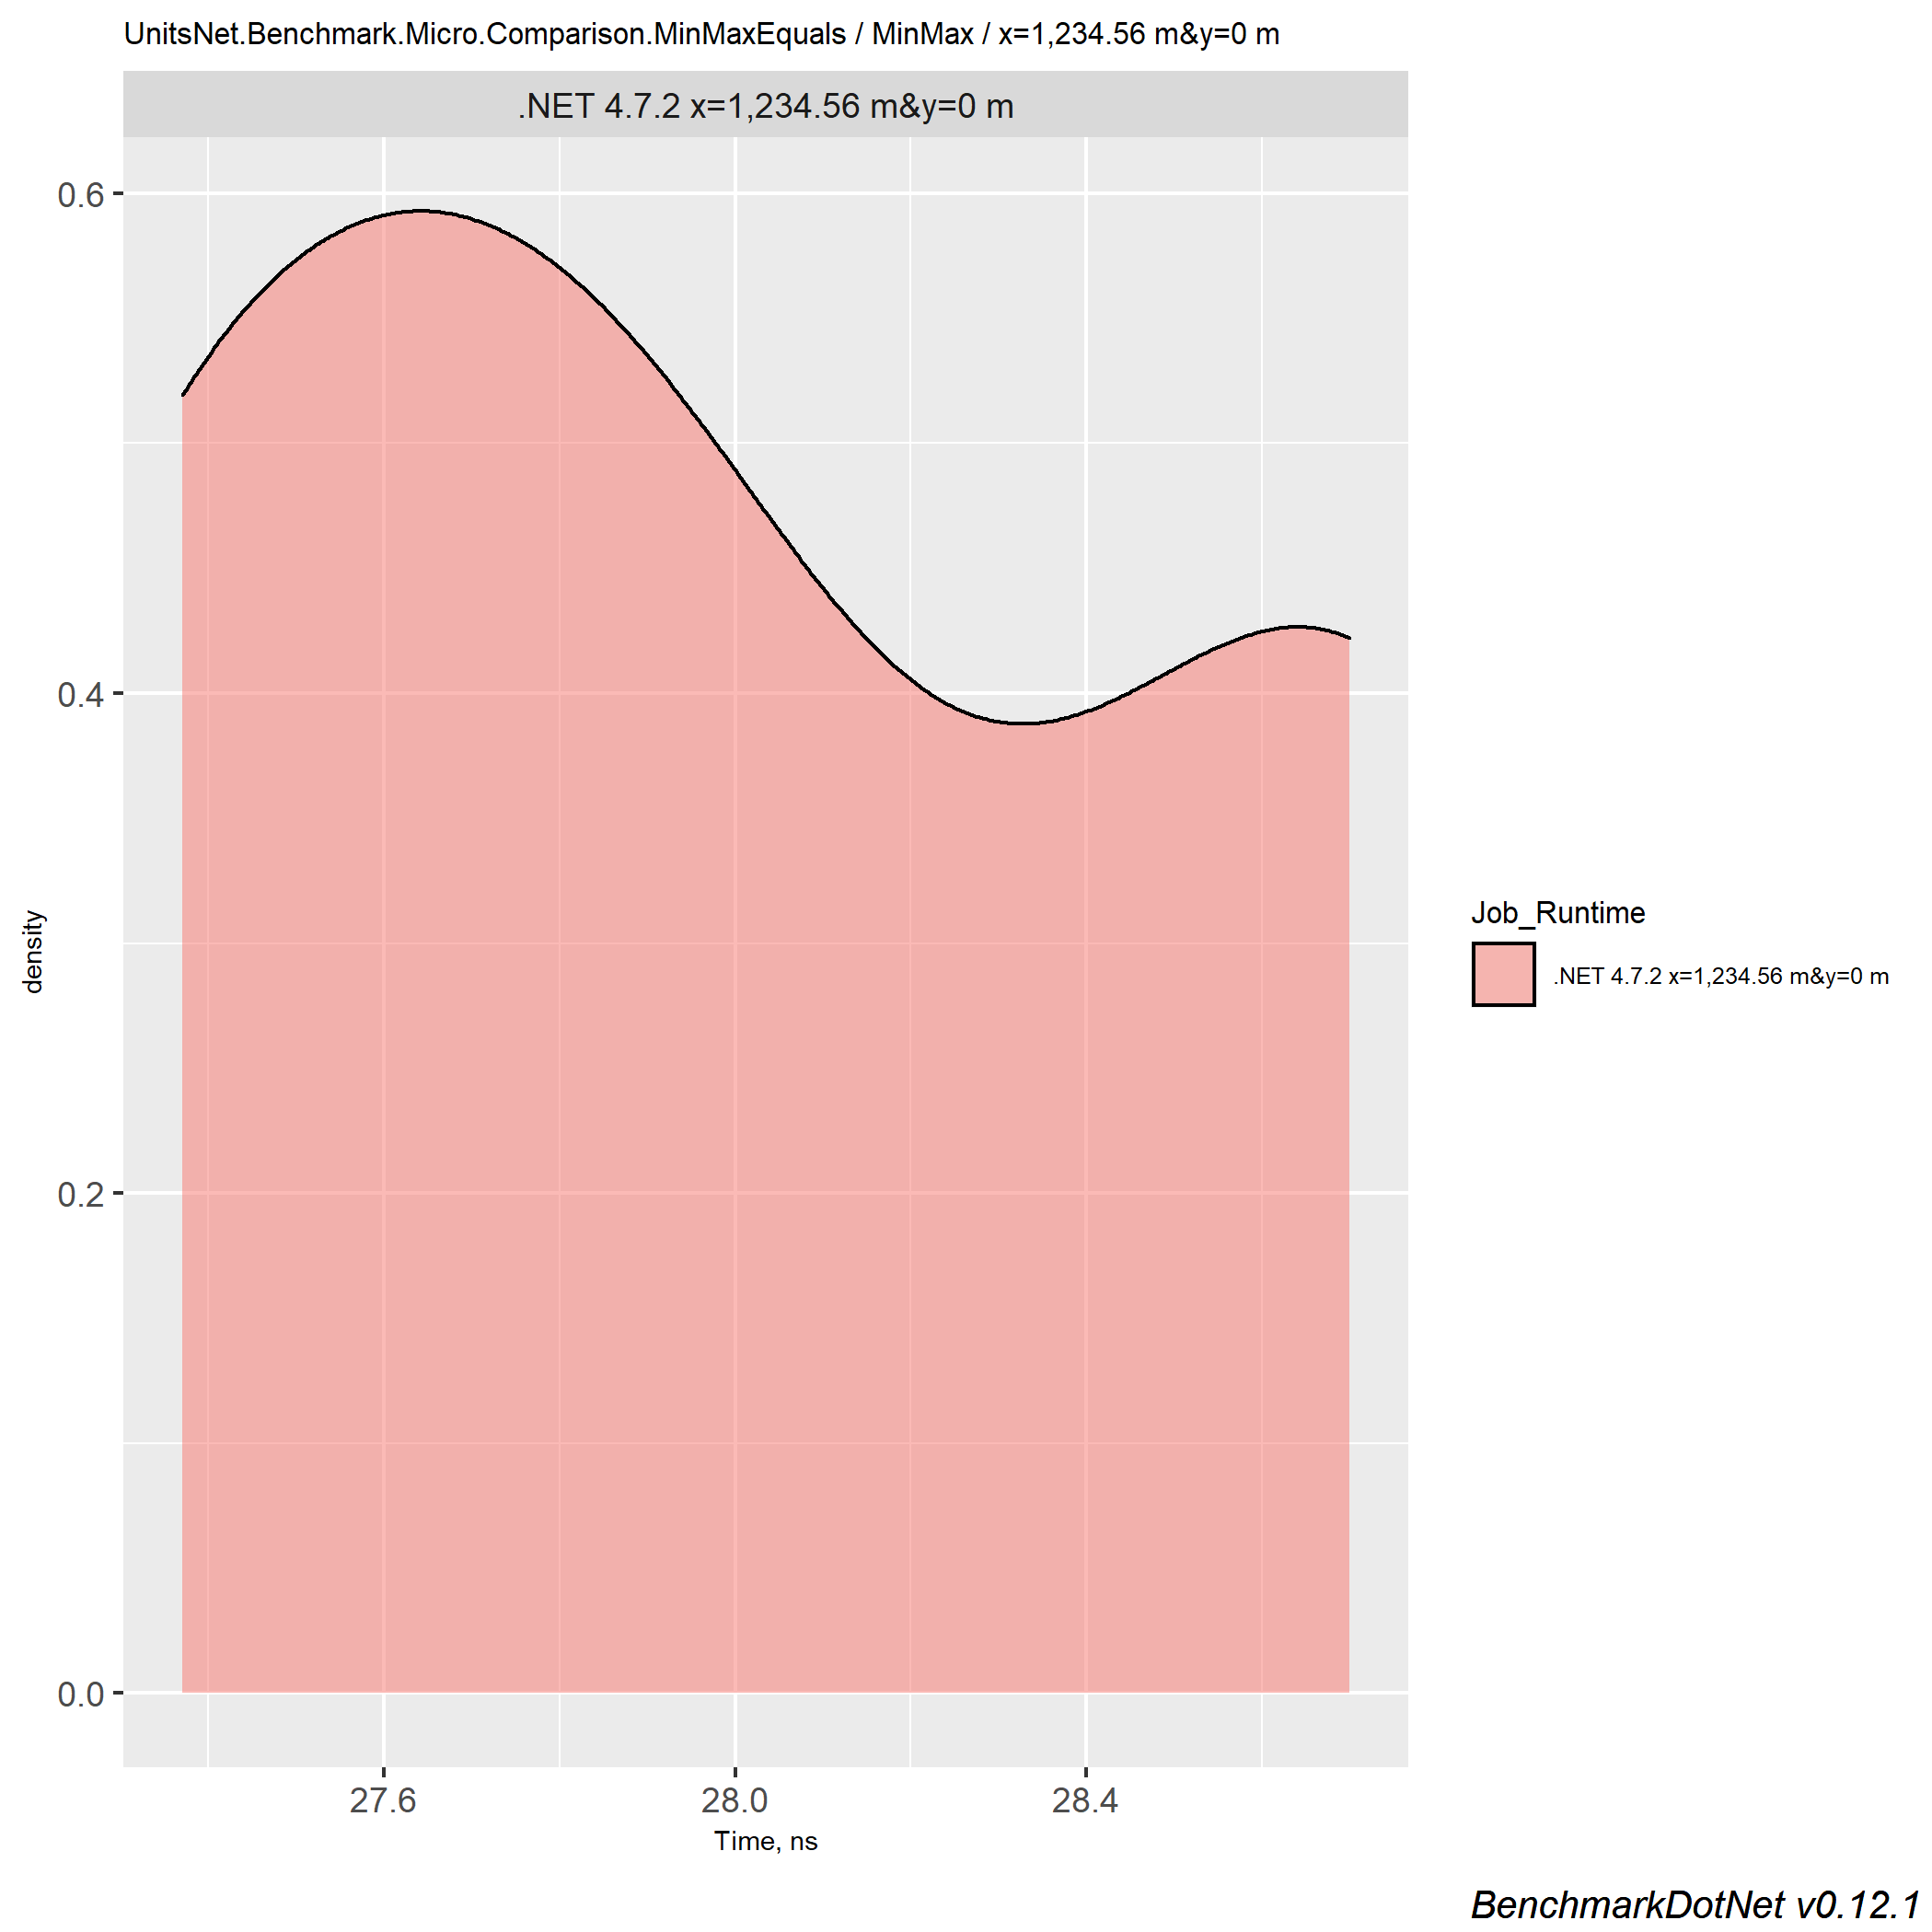 UnitsNet.Benchmark.Micro.Comparison.MinMaxEquals / MinMax / x=1,234.56 m&y=0 m
.NET 4.7.2 x=1,234.56 m&y=0 m
0.6
0.4
0.2
0.0
density
27.6
28.0
28.4
Time, ns
Job_Runtime
.NET 4.7.2 x=1,234.56 m&y=0 m
BenchmarkDotNet v0.12.1